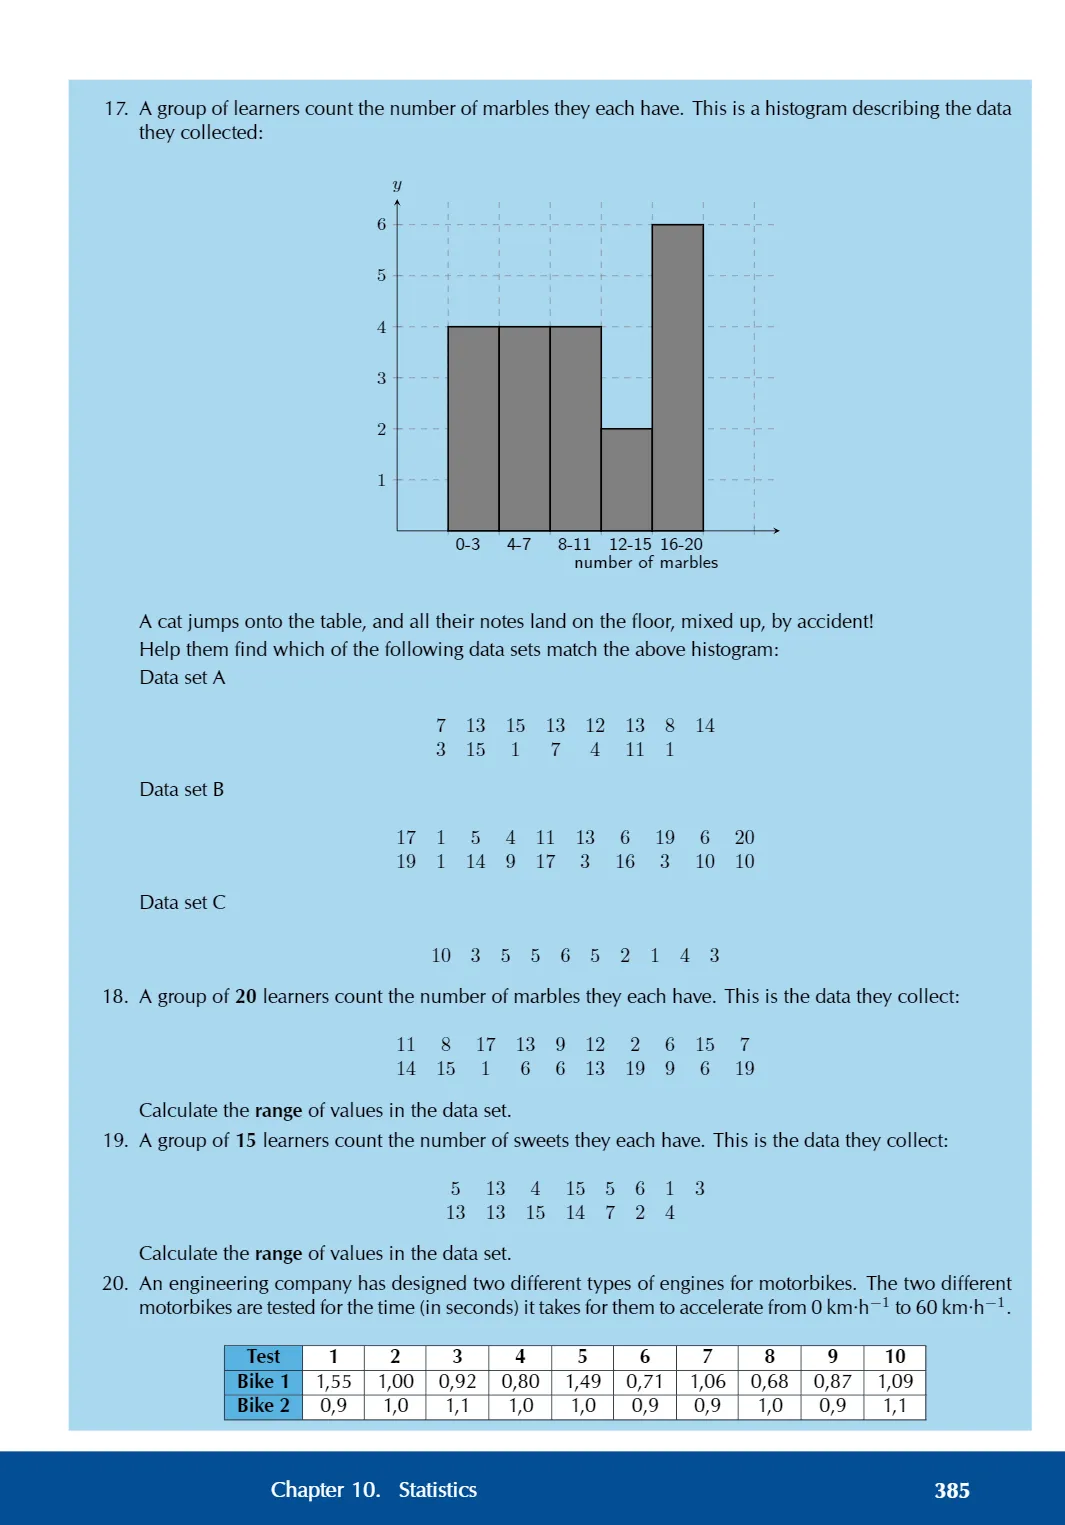 17. A group of learners count the number of marbles they each have. This is a histogram describing the data
they collected:
y
6
5
4
3
2
1
0-3 4-7 8-11 12-15 16-20
number of marbles
A cat jumps onto the table, and all their notes land on the floor, mixed up, by accident!
Help them find which of the following data sets match the above histogram:
Data set A
7 13 15 13 12 13 8 14
3 15 1 7 4 11 1
Data set B
17 1 5 4 11 13 6 19 6 20
19 1 14 9 17 3 16 3 10 10
Data set C
10 3 5 5 6 5 2 1 4 3
18. A group of 20 learners count the number of marbles they each have. This is the data they collect:
11 8 17 13 9 12 2 6 15 7
14 15 1 6 6 13 19 9 6 19
Calculate the range of values in the data set.
19. A group of 15 learners count the number of sweets they each have. This is the data they collect:
5 13 4 15 5 6 1 3
13 13 15 14 7 2 4
Calculate the range of values in the data set.
20. An engineering company has designed two different types of engines for motorbikes. The two different
motorbikes are tested for the time (in seconds) it takes for them to accelerate from 0 km·h⁻¹ to 60 km·h⁻¹.
Test 1 2 3 4 5 6 7 8 9 10
Bike 1 1,55 1,00 0,92 0,80 1,49 0,71 1,06 0,68 0,87 1,09
Bike 2 0,9 1,0 1,1 1,0 1,0 0,9 0,9 1,0 0,9 1,1
Chapter 10. Statistics 385